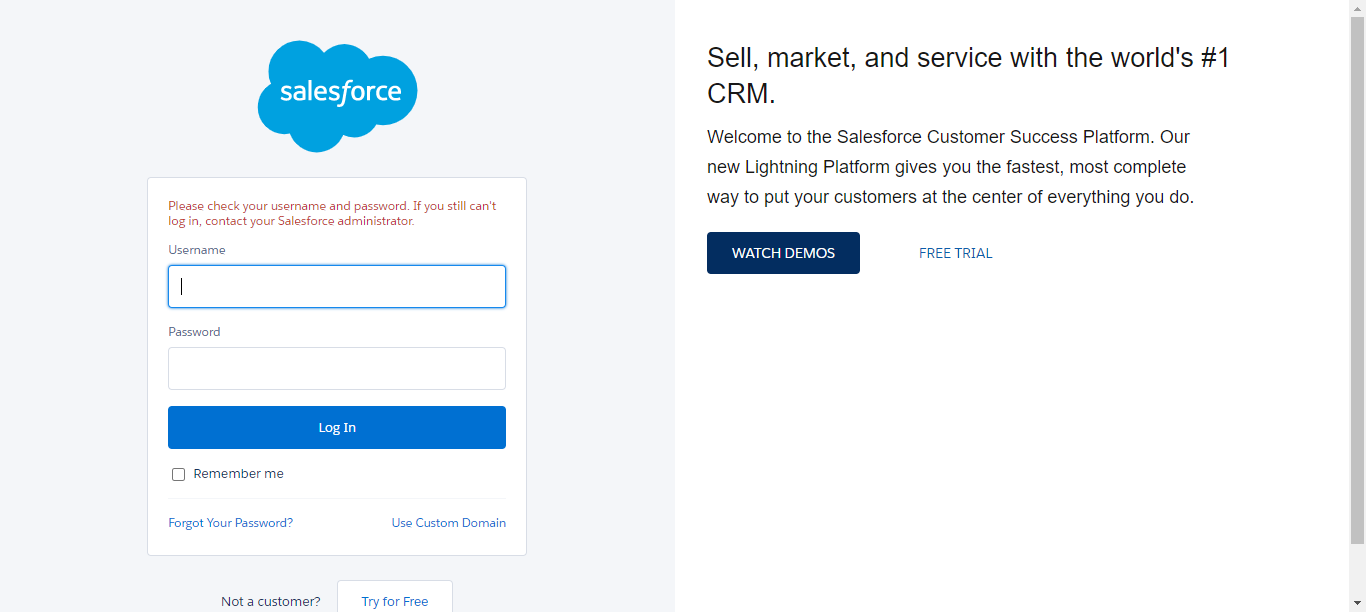 salesforce
Please check your username and password. If you still can't
log in, contact your Salesforce administrator.
Username
Password
Log In
Remember me
Forgot Your Password?
Use Custom Domain
Not a customer?
Try for Free
Sell, market, and service with the world's #1
CRM.
Welcome to the Salesforce Customer Success Platform. Our
new Lightning Platform gives you the fastest, most complete
way to put your customers at the center of everything you do.
WATCH DEMOS
FREE TRIAL